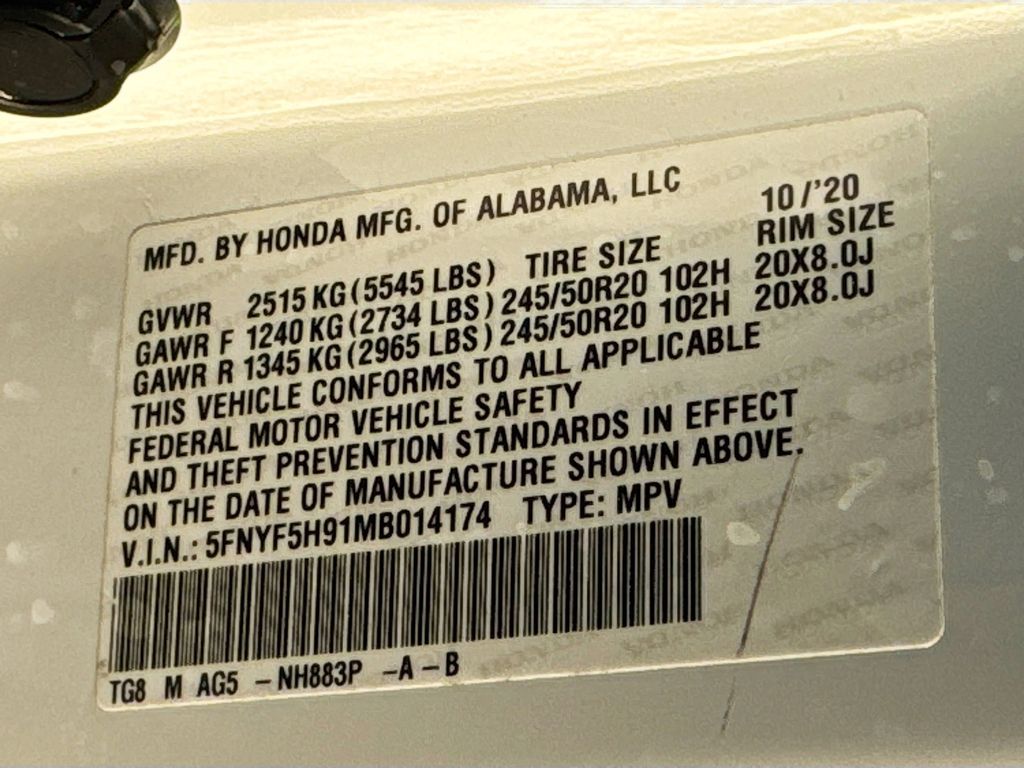 MFD. BY HONDA MFG. OF ALABAMA, LLC 10/'20
GVWR 2515 KG (5545 LBS) TIRE SIZE RIM SIZE
GAWR F 1240 KG (2734 LBS) 245/50R20 102H 20X8.0J
GAWR R 1345 KG (2965 LBS) 245/50R20 102H 20X8.0J
THIS VEHICLE CONFORMS TO ALL APPLICABLE
FEDERAL MOTOR VEHICLE SAFETY
AND THEFT PREVENTION STANDARDS IN EFFECT
ON THE DATE OF MANUFACTURE SHOWN ABOVE.
V.I.N.: 5FNYF5H91MB014174 TYPE: MPV
TG8 M AG5 -NH883P -A-B